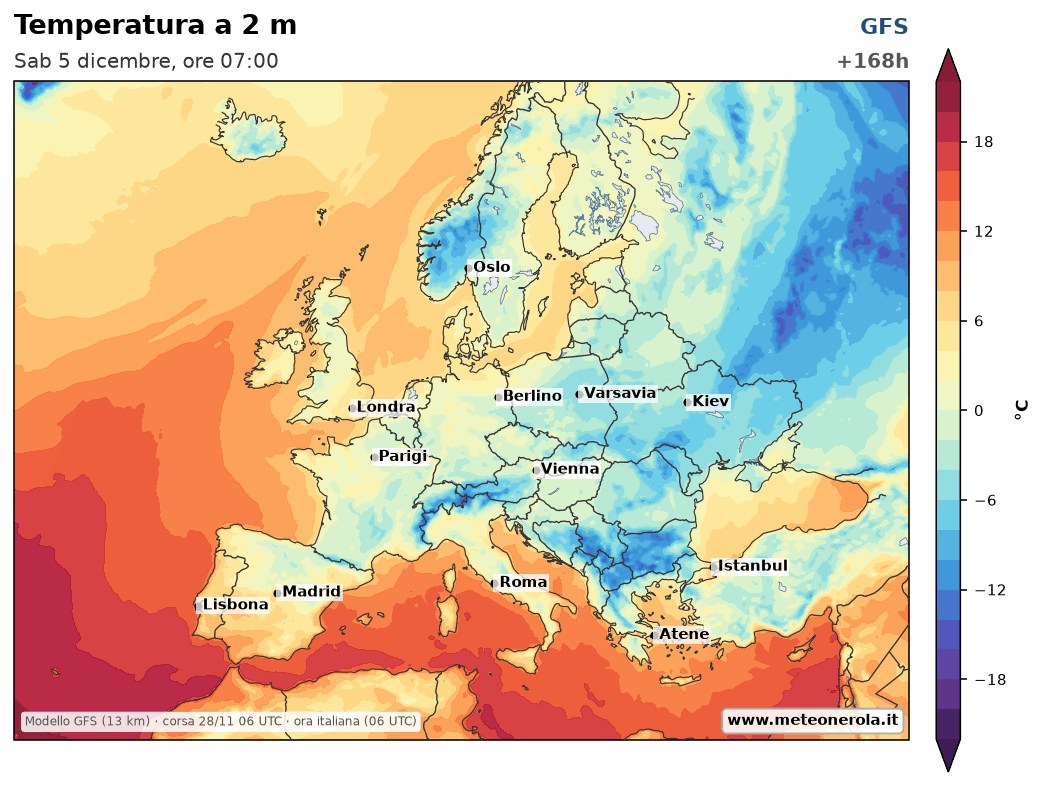 Temperatura a 2 m
GFS
Sab 5 dicembre, ore 07:00
+168h
Oslo
Londra
Berlino
Varsavia
Kiev
Parigi
Vienna
Istanbul
Roma
Madrid
Lisbona
Atene
Modello GFS (13 km) · corsa 28/11 06 UTC · ora italiana (06 UTC)
www.meteonerola.it
18
12
6
0
−6
−12
−18
°C